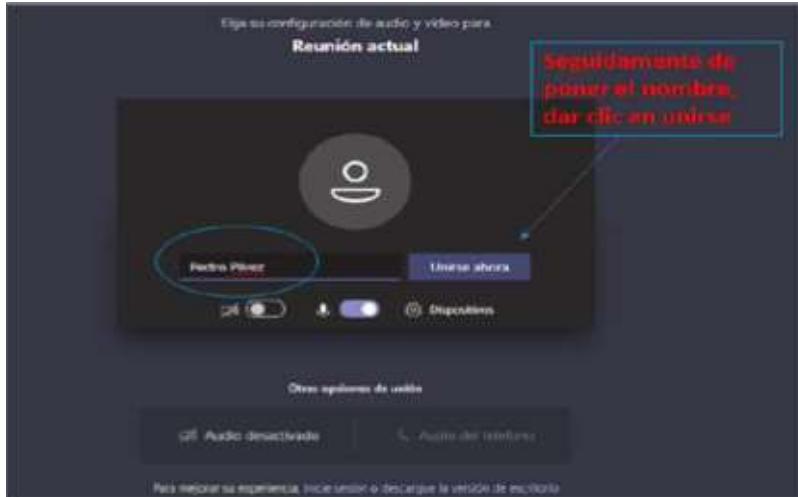 Elija su configuración de audio y video para
Reunión actual
Seguidamente de
poner el nombre,
dar clic en unirse
Pedro Pérez
Unirse ahora
Dispositivos
Otras opciones de unión
Audio desactivado
Audio del teléfono
Para mejorar su experiencia, inicie sesión o descargue la versión de escritorio